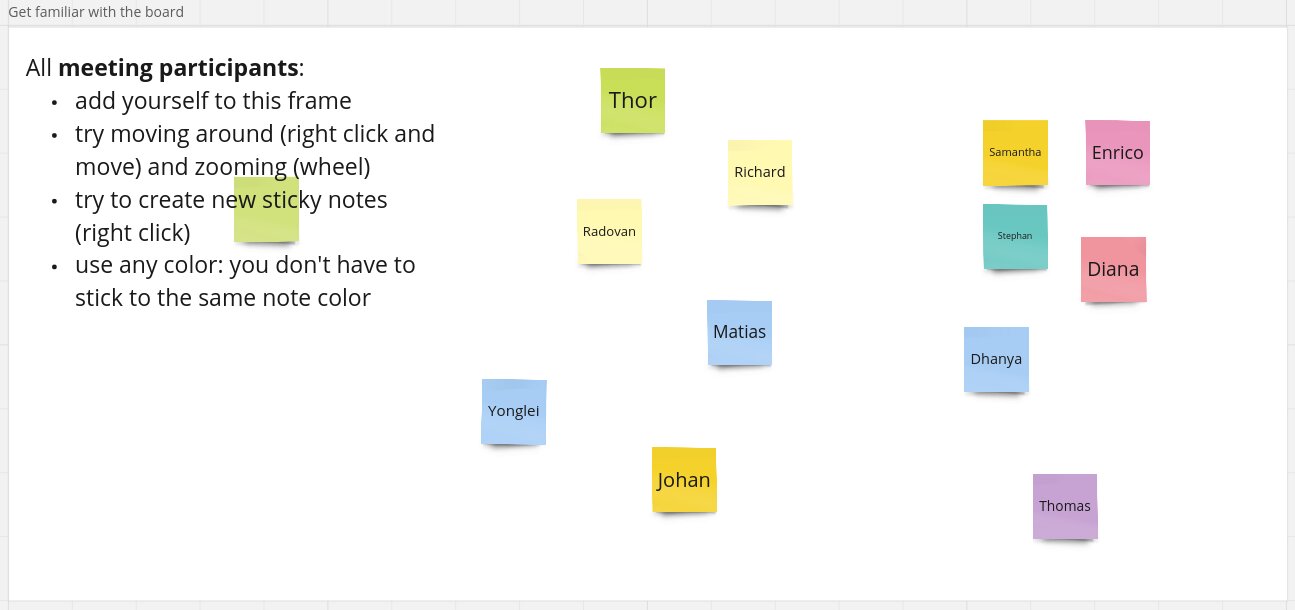 Get familiar with the board
All meeting participants:
• add yourself to this frame
• try moving around (right click and
move) and zooming (wheel)
• try to create new sticky notes
(right click)
• use any color: you don't have to
stick to the same note color
Thor
Richard
Radovan
Samantha
Enrico
Stephan
Diana
Matias
Dhanya
Yonglei
Johan
Thomas